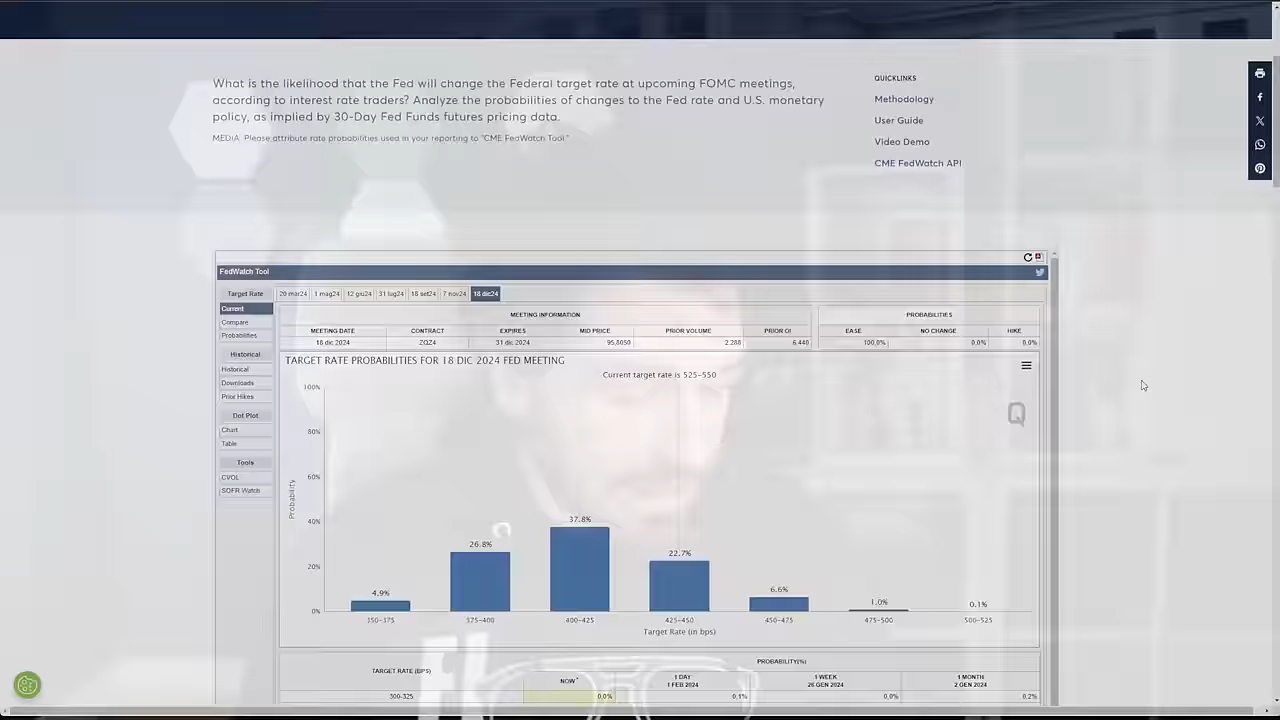 What is the likelihood that the Fed will change the Federal target rate at upcoming FOMC meetings,
according to interest rate traders? Analyze the probabilities of changes to the Fed rate and U.S. monetary
policy, as implied by 30-Day Fed Funds futures pricing data.
MEDIA: Please attribute rate probabilities used in your reporting to "CME FedWatch Tool"
QUICKLINKS
Methodology
User Guide
Video Demo
CME FedWatch API
FedWatch Tool
Target Rate
20 mar24 1 mag24 12 giu24 31 lug24 18 set24 7 nov24 18 dic24
Current
Compare
Probabilities
Historical
Historical
Downloads
Prior Hikes
Dot Plot
Chart
Table
Tools
CVOL
SOFR Watch
MEETING INFORMATION
MEETING DATE CONTRACT EXPIRES MID PRICE PRIOR VOLUME PRIOR OI
18 dic 2024 ZQZ4 31 dic 2024 95,8050 2.288 6.440
PROBABILITIES
EASE NO CHANGE HIKE
100,0% 0,0% 0,0%
TARGET RATE PROBABILITIES FOR 18 DIC 2024 FED MEETING
Current target rate is 525-550
Q
Probability
100%
80%
60%
40%
20%
0%
4.9% 26.8% 37.8% 22.7% 6.6% 1.0% 0.1%
350-375 375-400 400-425 425-450 450-475 475-500 500-525
Target Rate (in bps)
TARGET RATE (BPS)
PROBABILITY(%)
NOW* 1 DAY 1 FEB 2024 1 WEEK 26 GEN 2024 1 MONTH 2 GEN 2024
300-325 0,0% 0,1% 0,0% 0,2%